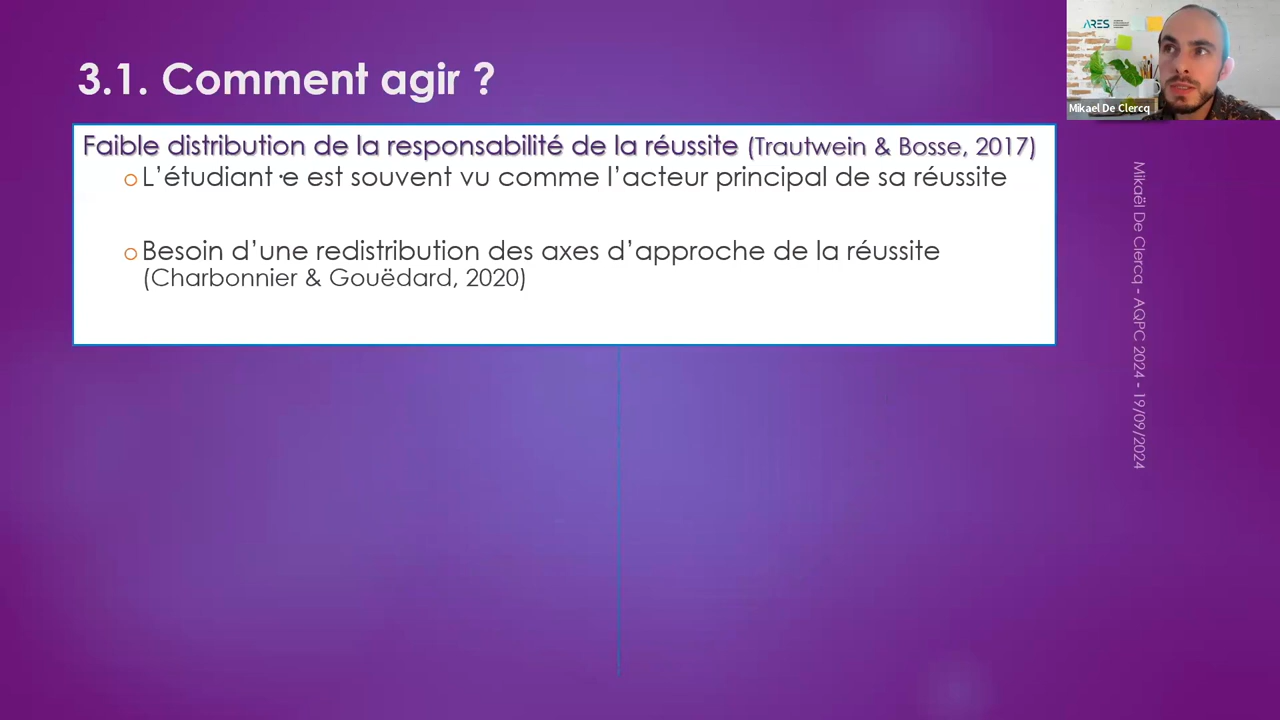 3.1. Comment agir ?
ARES
Mikael De Clercq
Faible distribution de la responsabilité de la réussite (Trautwein & Bosse, 2017)
L’étudiant·e est souvent vu comme l’acteur principal de sa réussite
Besoin d’une redistribution des axes d’approche de la réussite
(Charbonnier & Gouëdard, 2020)
Mikaël De Clercq - AQPC 2024 - 19/09/2024